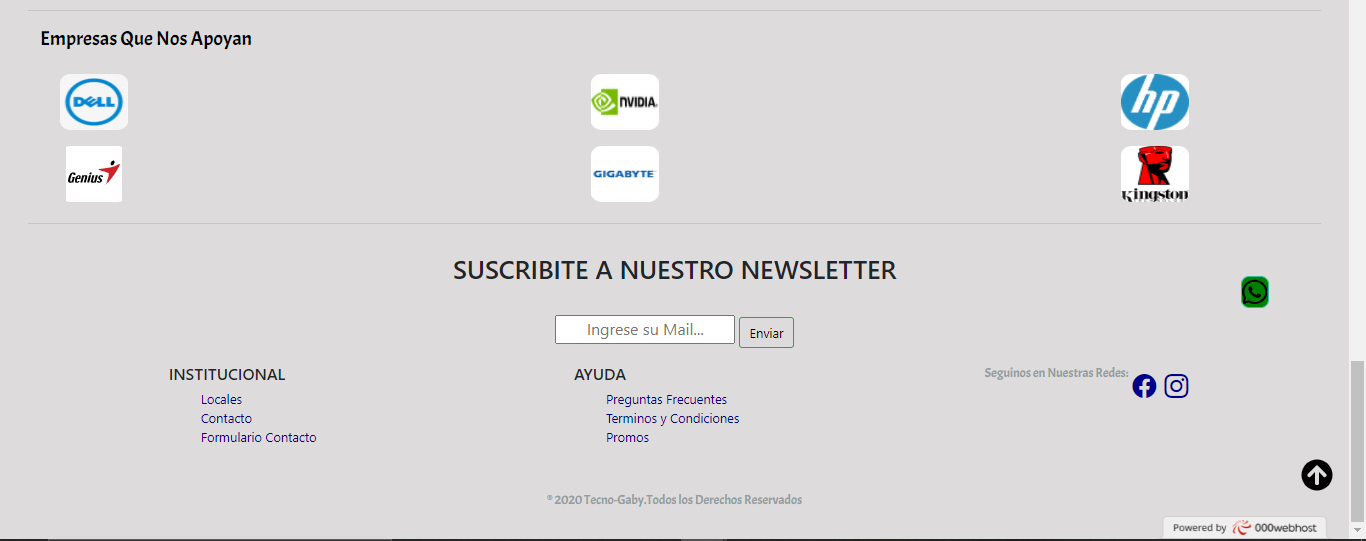 Empresas Que Nos Apoyan
DELL
NVIDIA.
hp
Genius
GIGABYTE
Kingston
SUSCRIBITE A NUESTRO NEWSLETTER
Ingrese su Mail...
Enviar
INSTITUCIONAL
Locales
Contacto
Formulario Contacto
AYUDA
Preguntas Frecuentes
Terminos y Condiciones
Promos
Seguinos en Nuestras Redes:
© 2020 Tecno-Gaby.Todos los Derechos Reservados
Powered by 000webhost